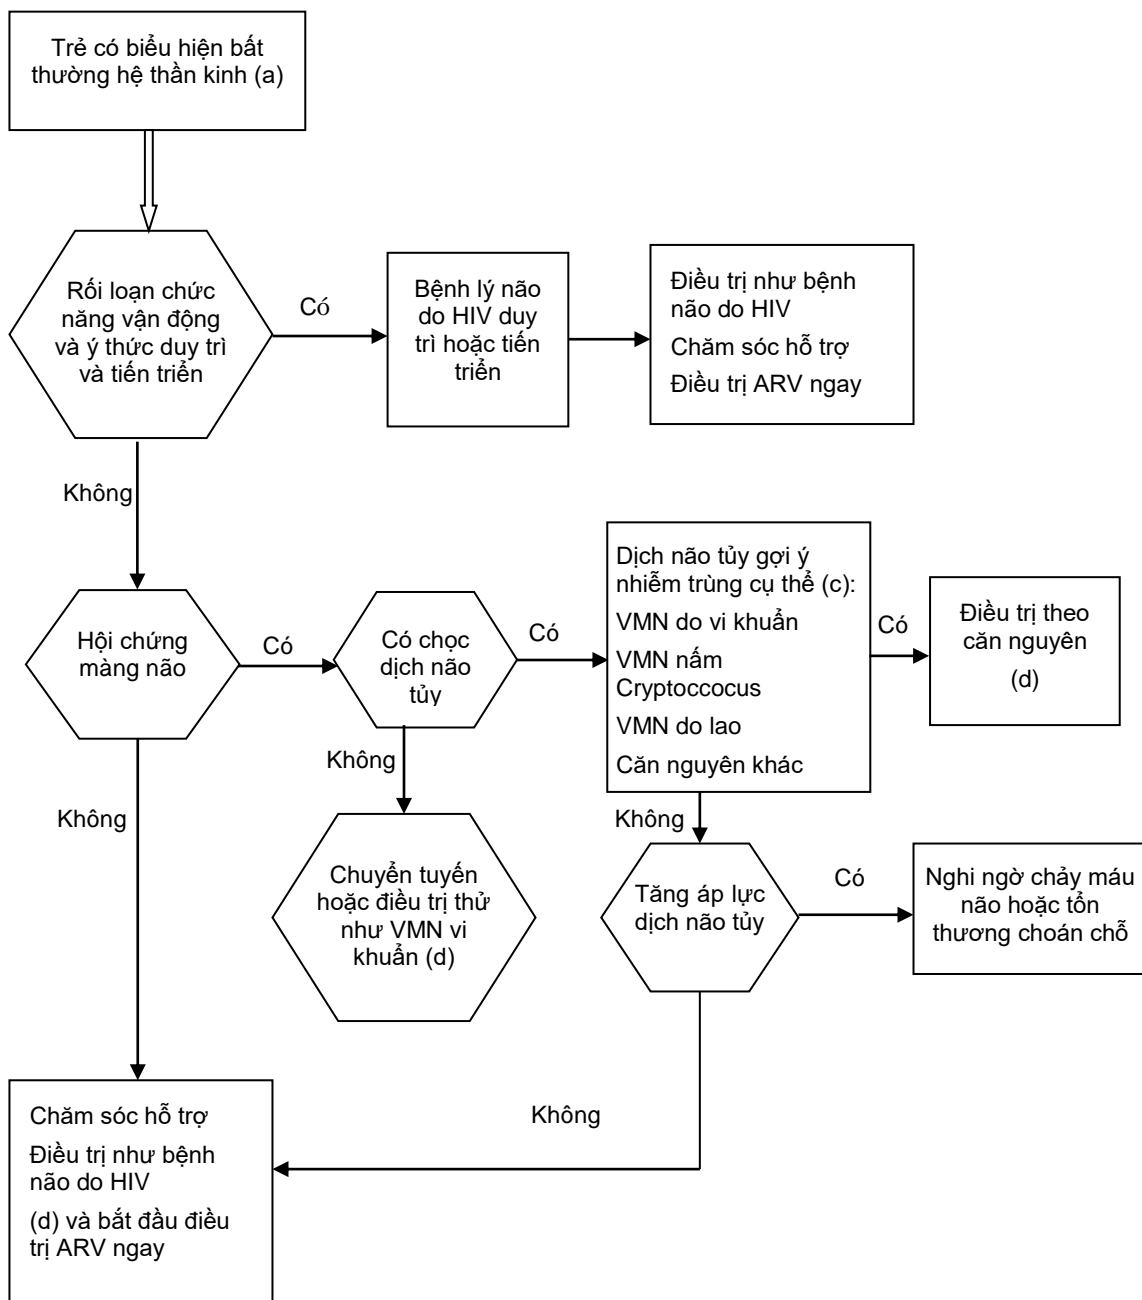 Trẻ có biểu hiện bất
thường hệ thần kinh (a)
Rối loạn chức
năng vận động
và ý thức duy trì
và tiến triển
Có
Bệnh lý não
do HIV duy
trì hoặc tiến
triển
Điều trị như bệnh
não do HIV
Chăm sóc hỗ trợ
Điều trị ARV ngay
Không
Hội chứng
màng não
Có
Có chọc
dịch não
tủy
Có
Dịch não tủy gợi ý
nhiễm trùng cụ thể (c):
VMN do vi khuẩn
VMN nấm
Cryptoccocus
VMN do lao
Căn nguyên khác
Có
Điều trị theo
căn nguyên
(d)
Không
Không
Không
Chuyển tuyến
hoặc điều trị thử
như VMN vi
khuẩn (d)
Tăng áp lực
dịch não tủy
Có
Nghi ngờ chảy máu
não hoặc tổn
thương choán chỗ
Không
Chăm sóc hỗ trợ
Điều trị như bệnh
não do HIV
(d) và bắt đầu điều
trị ARV ngay